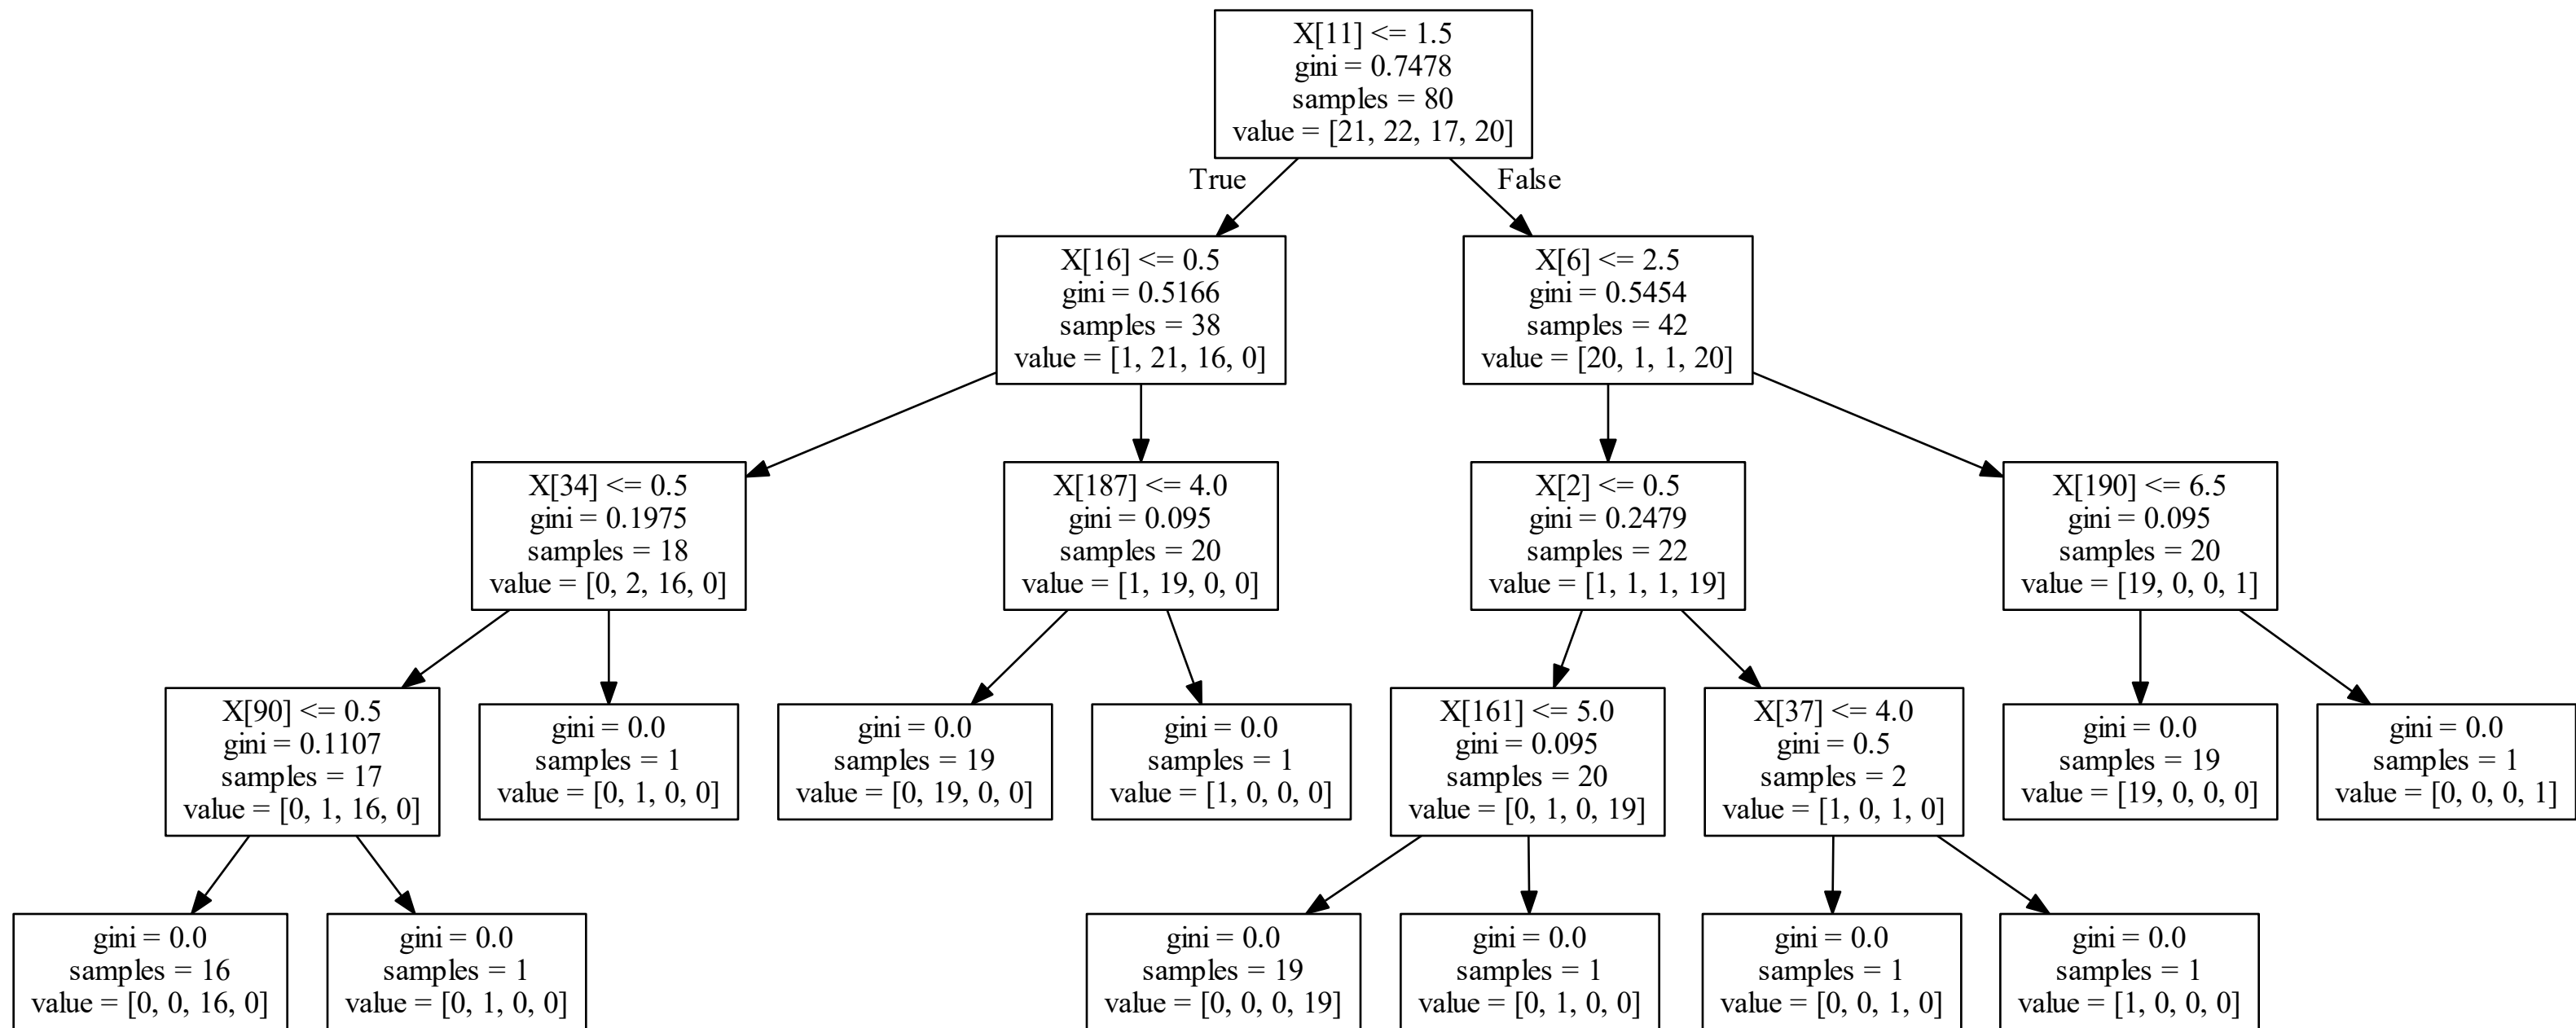 X[11] <= 1.5
gini = 0.7478
samples = 80
value = [21, 22, 17, 20]
True
False
X[16] <= 0.5
gini = 0.5166
samples = 38
value = [1, 21, 16, 0]
X[6] <= 2.5
gini = 0.5454
samples = 42
value = [20, 1, 1, 20]
X[34] <= 0.5
gini = 0.1975
samples = 18
value = [0, 2, 16, 0]
X[187] <= 4.0
gini = 0.095
samples = 20
value = [1, 19, 0, 0]
X[2] <= 0.5
gini = 0.2479
samples = 22
value = [1, 1, 1, 19]
X[190] <= 6.5
gini = 0.095
samples = 20
value = [19, 0, 0, 1]
X[90] <= 0.5
gini = 0.1107
samples = 17
value = [0, 1, 16, 0]
gini = 0.0
samples = 1
value = [0, 1, 0, 0]
gini = 0.0
samples = 19
value = [0, 19, 0, 0]
gini = 0.0
samples = 1
value = [1, 0, 0, 0]
X[161] <= 5.0
gini = 0.095
samples = 20
value = [0, 1, 0, 19]
X[37] <= 4.0
gini = 0.5
samples = 2
value = [1, 0, 1, 0]
gini = 0.0
samples = 19
value = [19, 0, 0, 0]
gini = 0.0
samples = 1
value = [0, 0, 0, 1]
gini = 0.0
samples = 16
value = [0, 0, 16, 0]
gini = 0.0
samples = 1
value = [0, 1, 0, 0]
gini = 0.0
samples = 19
value = [0, 0, 0, 19]
gini = 0.0
samples = 1
value = [0, 1, 0, 0]
gini = 0.0
samples = 1
value = [0, 0, 1, 0]
gini = 0.0
samples = 1
value = [1, 0, 0, 0]